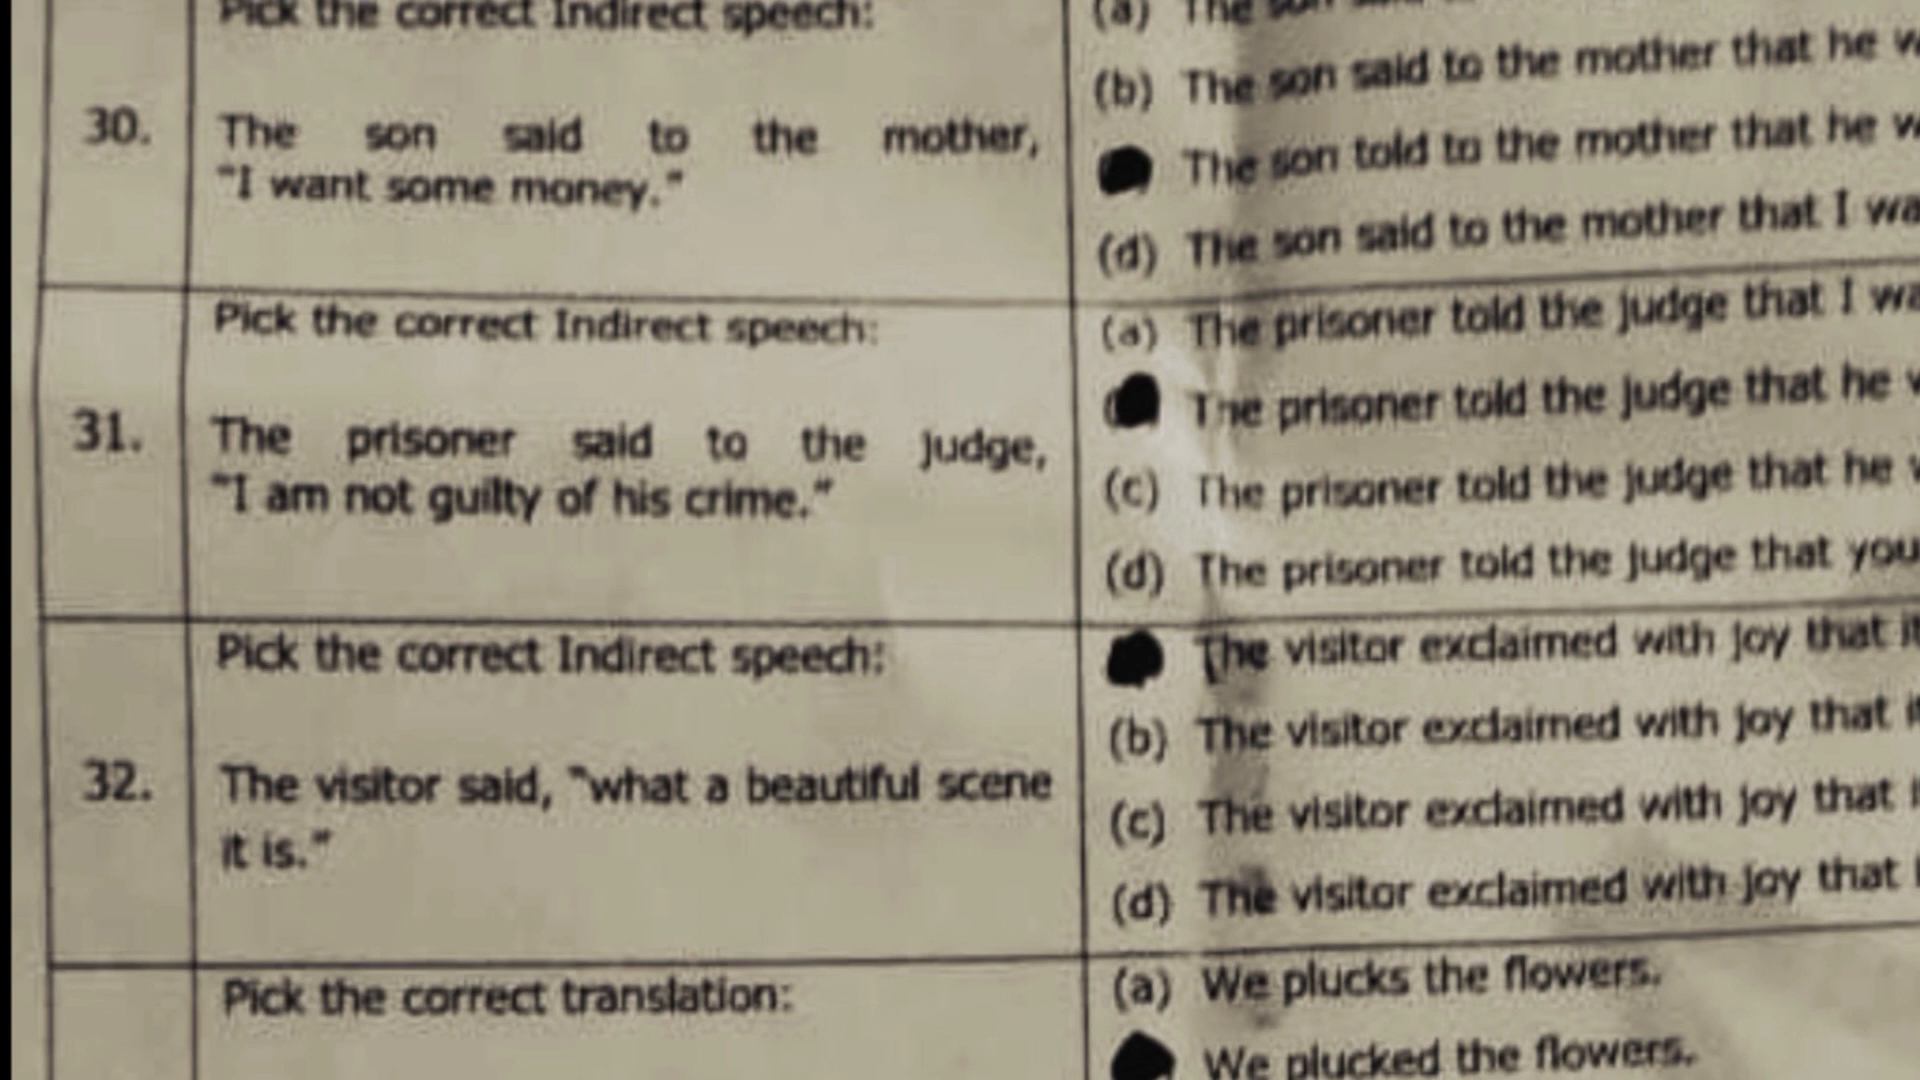 Pick the correct Indirect speech:
30.
The son said to the mother,
"I want some money."
(a) The son
(b) The son said to the mother that he
The son told to the mother that he
(d) The son said to the mother that I
Pick the correct Indirect speech:
31.
The prisoner said to the judge,
"I am not guilty of his crime."
(a) The prisoner told the judge that I
The prisoner told the judge that he
(c) The prisoner told the judge that he
(d) The prisoner told the judge that you
Pick the correct Indirect speech:
32.
The visitor said, "what a beautiful scene
it is."
The visitor exclaimed with joy that
(b) The visitor exclaimed with joy that
(c) The visitor exclaimed with joy that
(d) The visitor exclaimed with joy that
Pick the correct translation:
(a) We plucks the flowers.
We plucked the flowers.